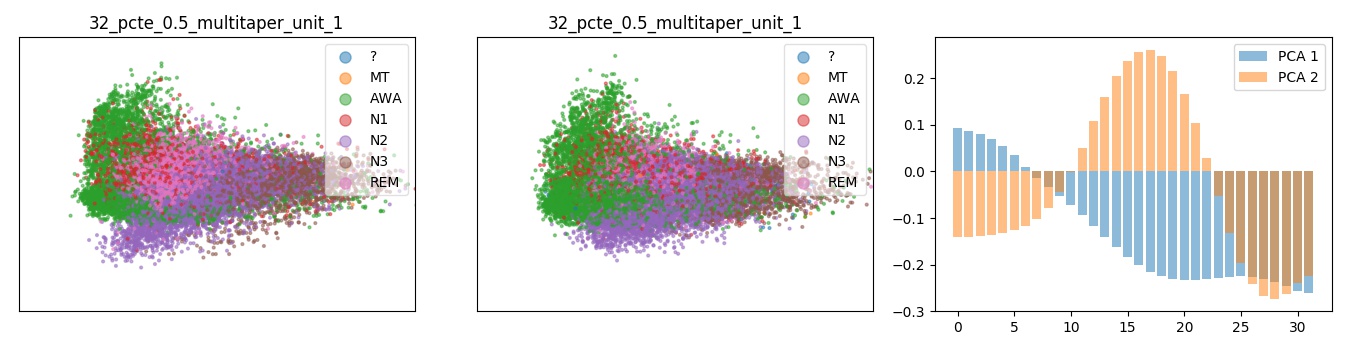 32_pcte_0.5_multitaper_unit_1
?
MT
AWA
N1
N2
N3
REM
32_pcte_0.5_multitaper_unit_1
?
MT
AWA
N1
N2
N3
REM
PCA 1
PCA 2
0.2
0.1
0.0
−0.1
−0.2
−0.3
0 5 10 15 20 25 30